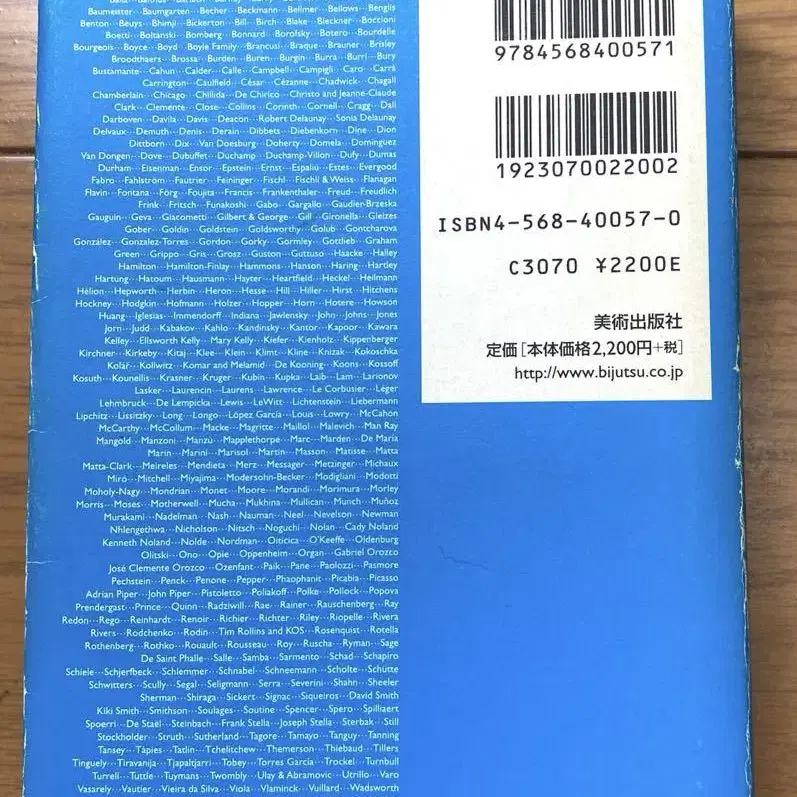 Baumeister···Baumgarten···Becher···Beckmann···Bellmer···Bellows···Benglis
Benton···Beuys···Bhimji···Bickerton···Bill···Birch···Blake···Bleckner···Boccioni
Boetti···Boltanski···Bomberg···Bonnard···Borofsky···Botero···Boudin···Bourdelle
Bourgeois···Boyce···Boyd···Boyle Family···Brancusi···Braque···Brauner···Brisley
Broodthaers···Brossa···Burden···Buren···Burgin···Burra···Burri···Bury
Bustamante···Cahun···Calder···Calle···Campbell···Campigli···Caro···Carrà
Carrington···Caulfield···César···Cézanne···Chadwick···Chagall
Chamberlain···Chicago···Chillida···De Chirico···Christo and Jeanne-Claude
Clark···Clemente···Close···Collins···Corinth···Cornell···Cragg···Dalí
Darboven···Davila···Davis···Deacon···Robert Delaunay···Sonia Delaunay
Delvaux···Demuth···Denis···Derain···Dibbets···Diebenkorn···Dine···Dion
Dittborn···Dix···Van Doesburg···Doherty···Domela···Dominguez
Van Dongen···Dove···Dubuffet···Duchamp···Duchamp-Villon···Dufy···Dumas
Durham···Eisenman···Ensor···Epstein···Ernst···Espaliú···Estes···Evergood
Fabro···Fahlström···Fautrier···Feininger···Fischl···Fischli & Weiss···Flanagan
Flavin···Fontana···Förg···Foujita···Francis···Frankenthaler···Freud···Freudlich
Frink···Fritsch···Funakoshi···Gabo···Gargallo···Gaudier-Brzeska
Gauguin···Geva···Giacometti···Gilbert & George···Gill···Gironella···Gleizes
Gober···Goldin···Goldstein···Goldsworthy···Golub···Gontcharova
González···Gonzalez-Torres···Gordon···Gorky···Gormley···Gottlieb···Graham
Green···Grippo···Gris···Grosz···Guston···Guttuso···Haacke···Halley
Hamilton···Hamilton-Finlay···Hammons···Hanson···Haring···Hartley
Hartung···Hatoum···Hausmann···Hayter···Heartfield···Heckel···Heilmann
Hélion···Hepworth···Herbin···Heron···Hesse···Hill···Hiller···Hirst···Hitchens
Hockney···Hodgkin···Hofmann···Holzer···Hopper···Horn···Hotere···Howson
Huang···Iglesias···Immendorff···Indiana···Jawlensky···John···Johns···Jones
Jorn···Judd···Kabakov···Kahlo···Kandinsky···Kantor···Kapoor···Kawara
Kelley···Ellsworth Kelly···Mary Kelly···Kiefer···Kienholz···Kippenberger
Kirchner···Kirkeby···Kitaj···Klee···Klein···Klimt···Kline···Knizak···Kokoschka
Kolář···Kollwitz···Komar and Melamid···De Kooning···Koons···Kossoff
Kosuth···Kounellis···Krasner···Kruger···Kubin···Kupka···Laib···Lam···Larionov
Lasker···Laurencin···Laurens···Lawrence···Le Corbusier···Léger
Lehmbruck···De Lempicka···Lewis···LeWitt···Lichtenstein···Liebermann
Lipchitz···Lissitzky···Long···Longo···López García···Louis···Lowry···McCahon
McCarthy···McCollum···Macke···Magritte···Maillol···Malevich···Man Ray
Mangold···Manzoni···Manzù···Mapplethorpe···Marc···Marden···De Maria
Marin···Marini···Marisol···Martin···Masson···Matisse···Matta
Matta-Clark···Meireles···Mendieta···Merz···Messager···Metzinger···Michaux
Miró···Mitchell···Miyajima···Modersohn-Becker···Modigliani···Modotti
Moholy-Nagy···Mondrian···Monet···Moore···Morandi···Morimura···Morley
Morris···Moses···Motherwell···Mucha···Mukhina···Mullican···Munch···Muñoz
Murakami···Nadelman···Nash···Nauman···Neel···Nevelson···Newman
Nhlengethwa···Nicholson···Nitsch···Noguchi···Nolan···Cady Noland
Kenneth Noland···Nolde···Nordman···Oiticica···O'Keeffe···Oldenburg
Olitski···Ono···Opie···Oppenheim···Organ···Gabriel Orozco
José Clemente Orozco···Ozenfant···Paik···Pane···Paolozzi···Pasmore
Pechstein···Penck···Penone···Pepper···Phaophanit···Picabia···Picasso
Adrian Piper···John Piper···Pistoletto···Poliakoff···Polke···Pollock···Popova
Prendergast···Prince···Quinn···Radziwill···Rae···Rainer···Rauschenberg···Ray
Redon···Rego···Reinhardt···Renoir···Richier···Richter···Riley···Riopelle···Rivera
Rivers···Rodchenko···Rodin···Tim Rollins and KOS···Rosenquist···Rotella
Rothenberg···Rothko···Rouault···Rousseau···Roy···Ruscha···Ryman···Sage
De Saint Phalle···Salle···Samba···Sarmento···Schad···Schapiro
Schiele···Schjerfbeck···Schlemmer···Schnabel···Schneemann···Scholte···Schütte
Schwitters···Scully···Segal···Seligmann···Serra···Severini···Shahn···Sheeler
Sherman···Shiraga···Sickert···Signac···Siqueiros···David Smith
Kiki Smith···Smithson···Soulages···Soutine···Spencer···Spero···Spilliaert
Spoerri···De Staël···Steinbach···Frank Stella···Joseph Stella···Sterbak···Still
Stockholder···Struth···Sutherland···Tagore···Tamayo···Tanguy···Tanning
Tansey···Tàpies···Tatlin···Tchelitchew···Themerson···Thiebaud···Tillers
Tinguely···Tiravanija···Tjapaltjarri···Tobey···Torres García···Trockel···Turnbull
Turrell···Tuttle···Tuymans···Twombly···Ulay & Abramovic···Utrillo···Varo
Vasarely···Vautier···Vieira da Silva···Viola···Vlaminck···Vuillard···Wadsworth
9784568400571
1923070022002
ISBN4-568-40057-0
C3070 ¥2200E
美術出版社
定価[本体価格2,200円+税]
http://www.bijutsu.co.jp